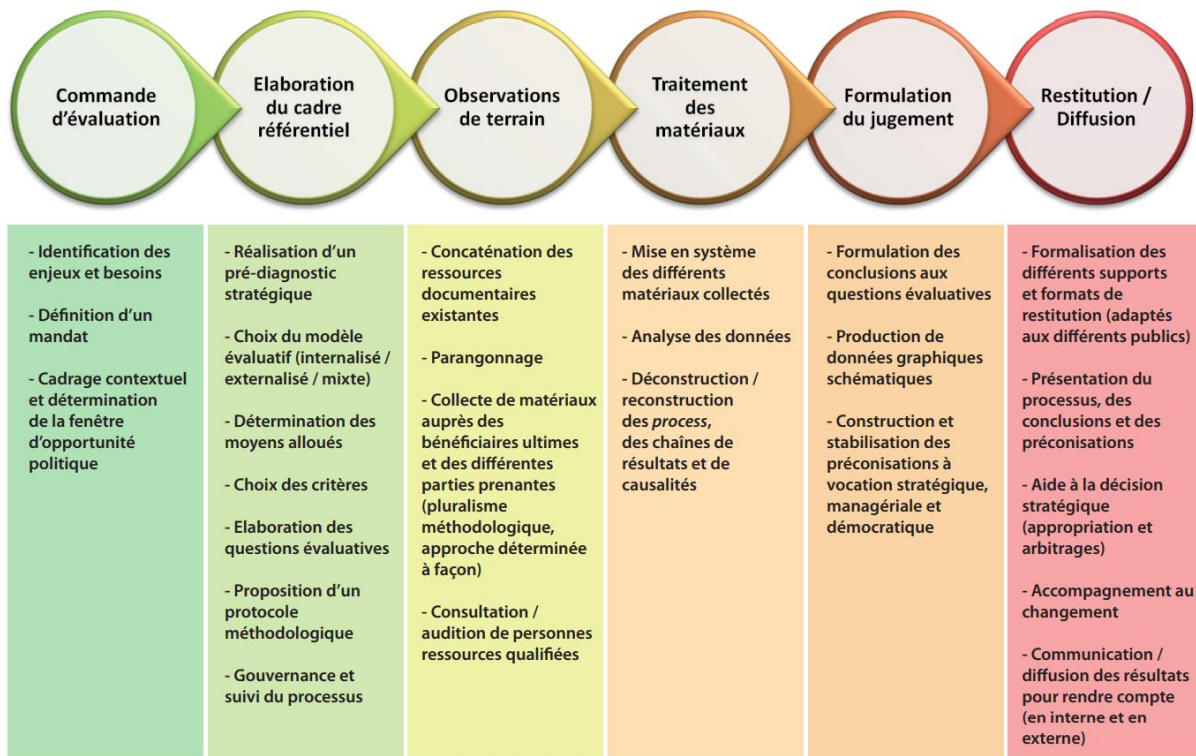 Commande
d'évaluation
Elaboration
du cadre
référentiel
Observations
de terrain
Traitement
des
matériaux
Formulation
du jugement
Restitution /
Diffusion
- Identification des
enjeux et besoins
- Définition d'un
mandat
- Cadrage contextuel
et détermination
de la fenêtre
d'opportunité
politique
- Réalisation d'un
pré-diagnostic
stratégique
- Choix du modèle
évaluatif (internalisé /
externalisé / mixte)
- Détermination des
moyens alloués
- Choix des critères
- Elaboration des
questions évaluatives
- Proposition d'un
protocole
méthodologique
- Gouvernance et
suivi du processus
- Concaténation des
ressources
documentaires
existantes
- Parangonnage
- Collecte de matériaux
auprès des
bénéficiaires ultimes
et des différentes
parties prenantes
(pluralisme
méthodologique,
approche déterminée
à façon)
- Consultation /
audition de personnes
ressources qualifiées
- Mise en système
des différents
matériaux collectés
- Analyse des données
- Déconstruction /
reconstruction
des process,
des chaînes de
résultats et de
causalités
- Formulation des
conclusions aux
questions évaluatives
- Production de
données graphiques
schématiques
- Construction et
stabilisation des
préconisations à
vocation stratégique,
managériale et
démocratique
- Formalisation des
différents supports
et formats de
restitution (adaptés
aux différents publics)
- Présentation du
processus, des
conclusions et des
préconisations
- Aide à la décision
stratégique
(appropriation et
arbitrages)
- Accompagnement au
changement
- Communication /
diffusion des résultats
pour rendre compte
(en interne et en
externe)